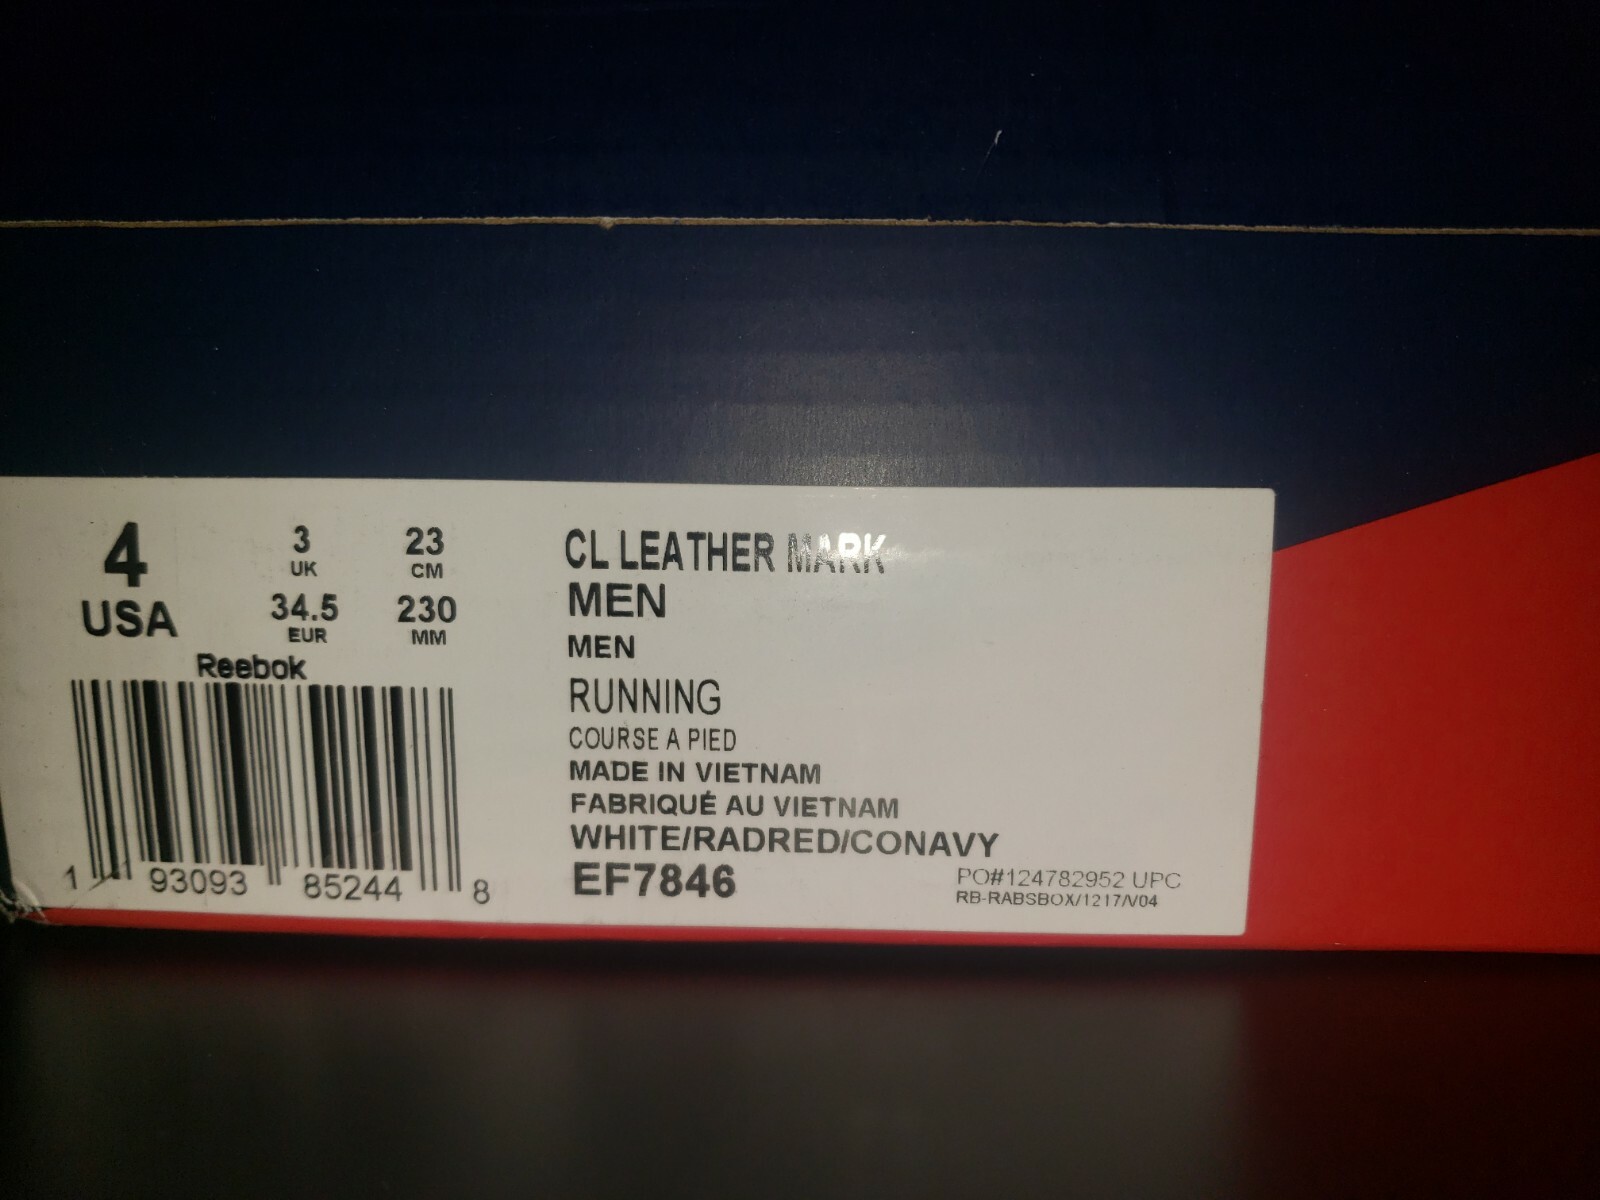 4
USA
3
UK
34.5
EUR
23
CM
230
MM
Reebok
1 93093 85244 8
CL LEATHER MARK
MEN
MEN
RUNNING
COURSE A PIED
MADE IN VIETNAM
FABRIQUÉ AU VIETNAM
WHITE/RADRED/CONAVY
EF7846
PO#124782952 UPC
RB-RABSBOX/1217/V04